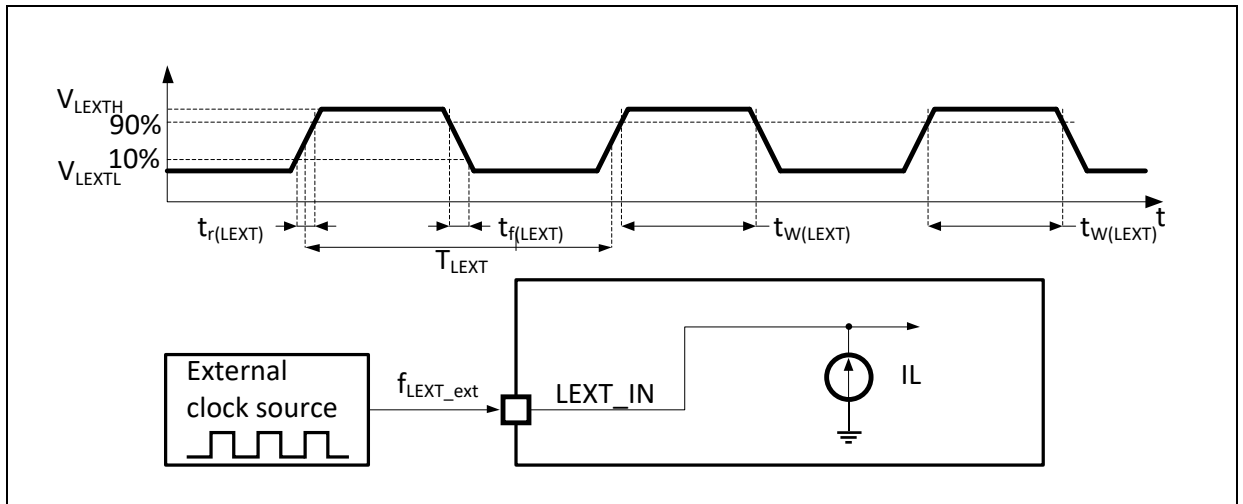 VLEXTH
90%
10%
VLEXTL
tr(LEXT)
tf(LEXT)
tW(LEXT)
tW(LEXT)
t
TLEXT
External
clock source
fLEXT_ext
LEXT_IN
IL